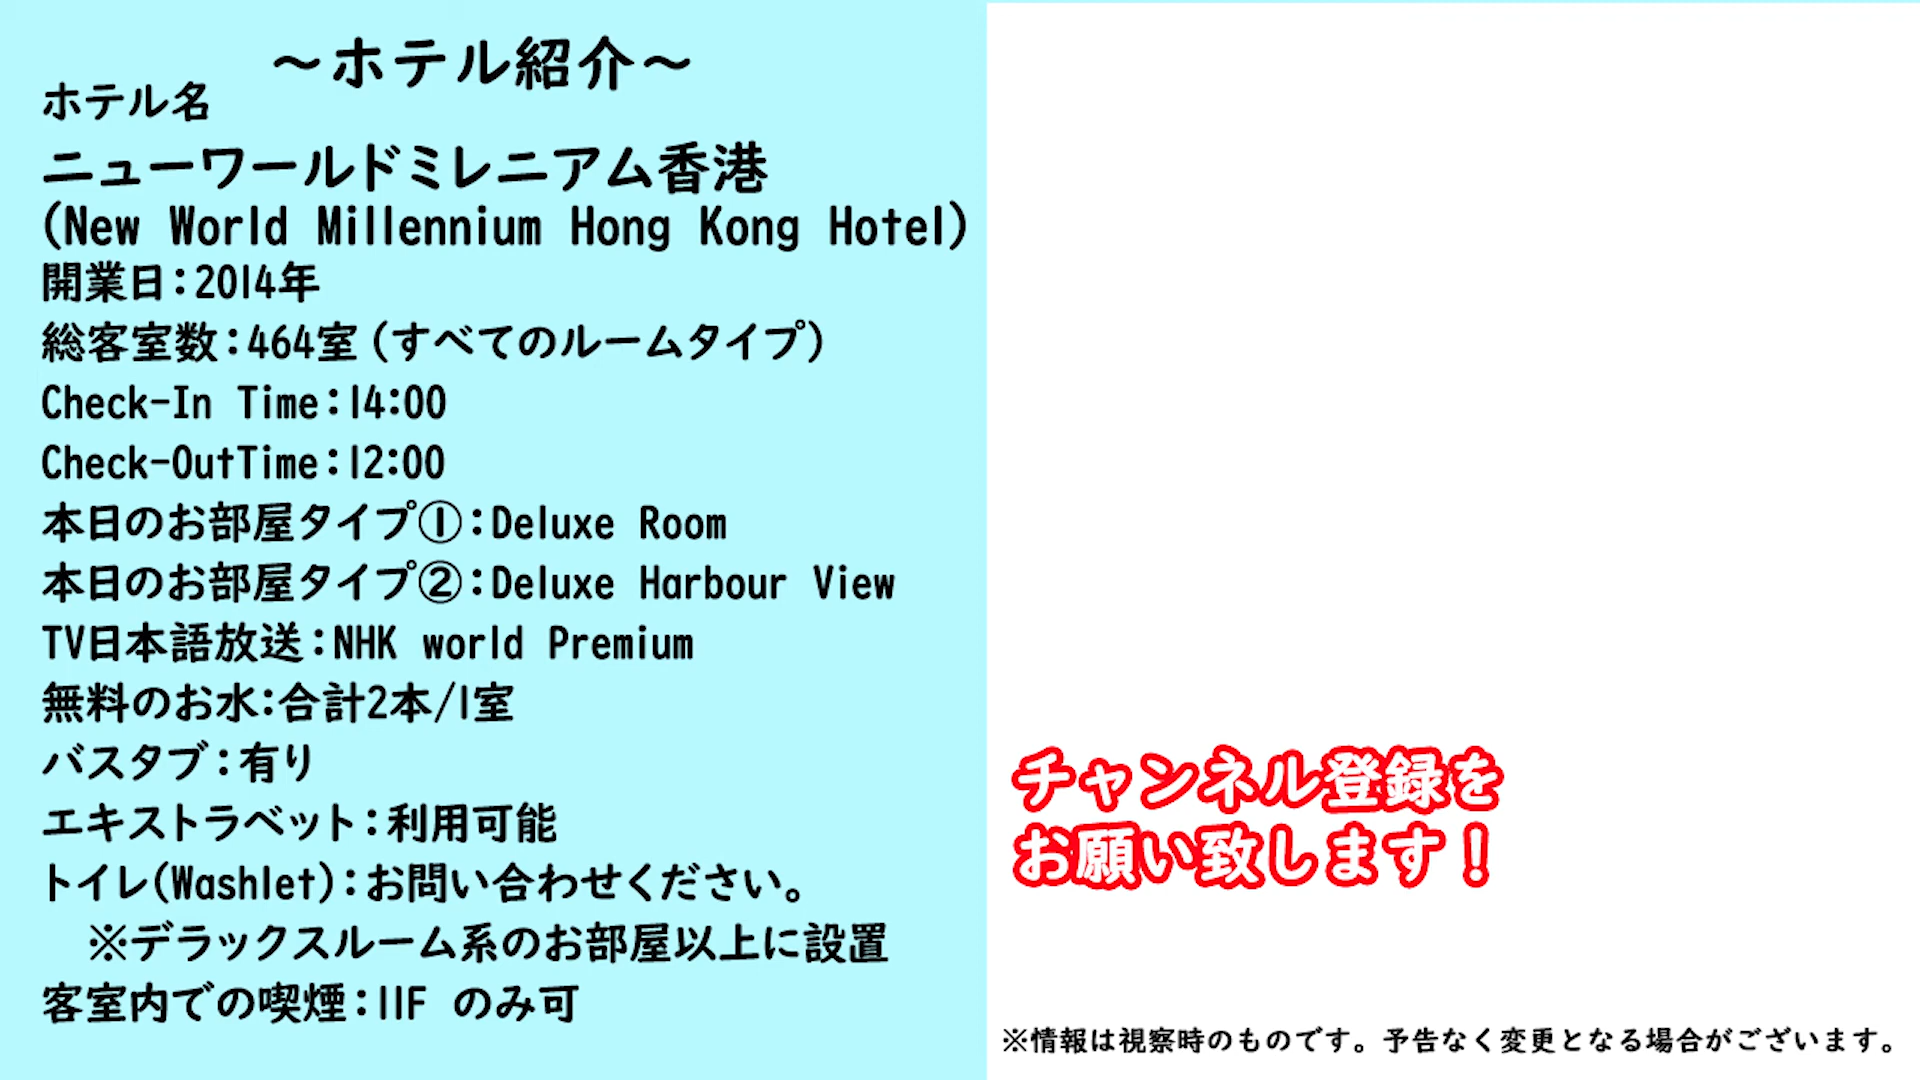 ～ホテル紹介～
ホテル名
ニューワールドミレニアム香港
(New World Millennium Hong Kong Hotel)
開業日：2014年
総客室数：464室（すべてのルームタイプ）
Check-In Time：14:00
Check-OutTime：12:00
本日のお部屋タイプ①：Deluxe Room
本日のお部屋タイプ②：Deluxe Harbour View
TV日本語放送：NHK world Premium
無料のお水：合計2本/1室
バスタブ：有り
エキストラベット：利用可能
トイレ(Washlet)：お問い合わせください。
※デラックスルーム系のお部屋以上に設置
客室内での喫煙：11F のみ可
チャンネル登録を
お願い致します！
※情報は視察時のものです。予告なく変更となる場合がございます。